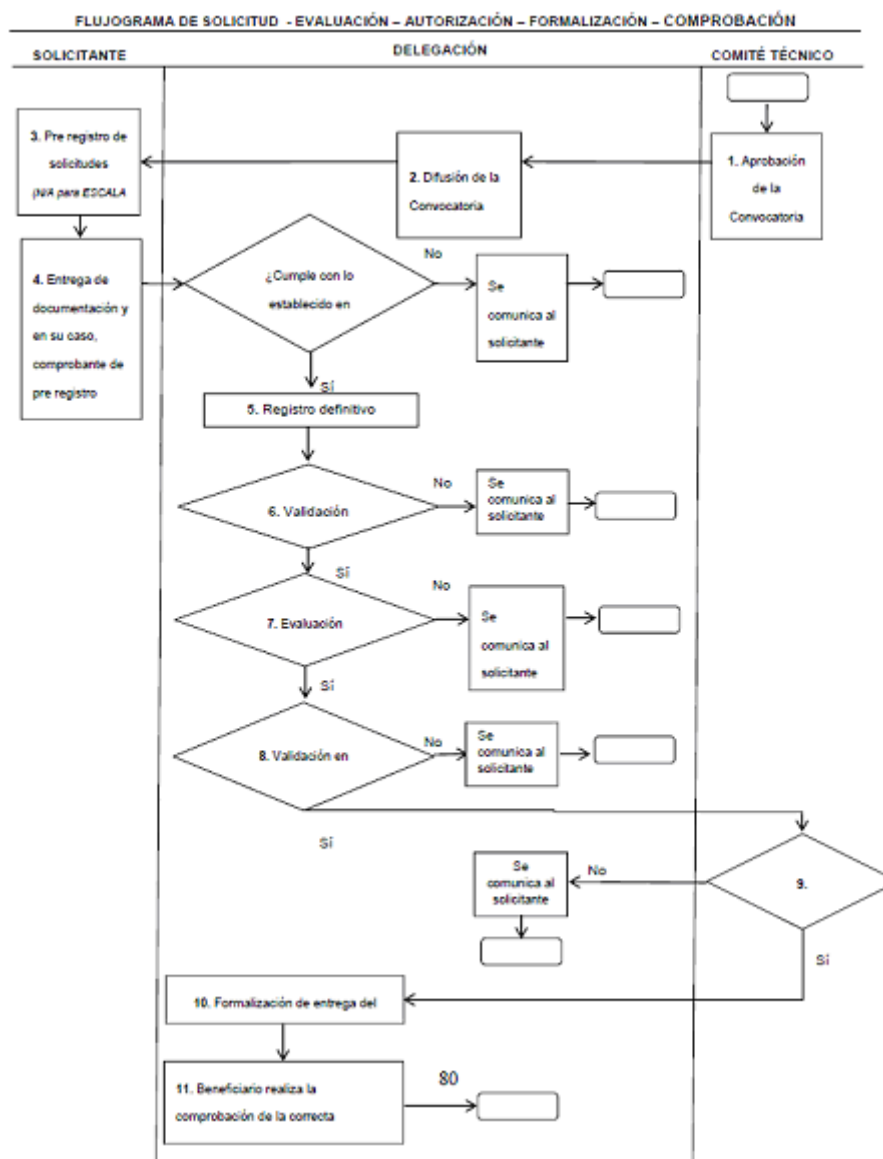 FLUJOGRAMA DE SOLICITUD - EVALUACIÓN – AUTORIZACIÓN – FORMALIZACIÓN – COMPROBACIÓN
SOLICITANTE
DELEGACIÓN
COMITÉ TÉCNICO
1. Aprobación
de la
Convocatoria
2. Difusión de la
Convocatoria
3. Pre registro de
solicitudes
(N/A para ESCALA
4. Entrega de
documentación y
en su caso,
comprobante de
pre registro
¿Cumple con lo
establecido en
No
Se
comunica al
solicitante
Sí
5. Registro definitivo
6. Validación
No
Se
comunica al
solicitante
Sí
7. Evaluación
No
Se
comunica al
solicitante
Sí
8. Validación en
No
Se
comunica al
solicitante
Sí
9.
No
Se
comunica al
solicitante
Sí
10. Formalización de entrega del
11. Beneficiario realiza la
comprobación de la correcta
80